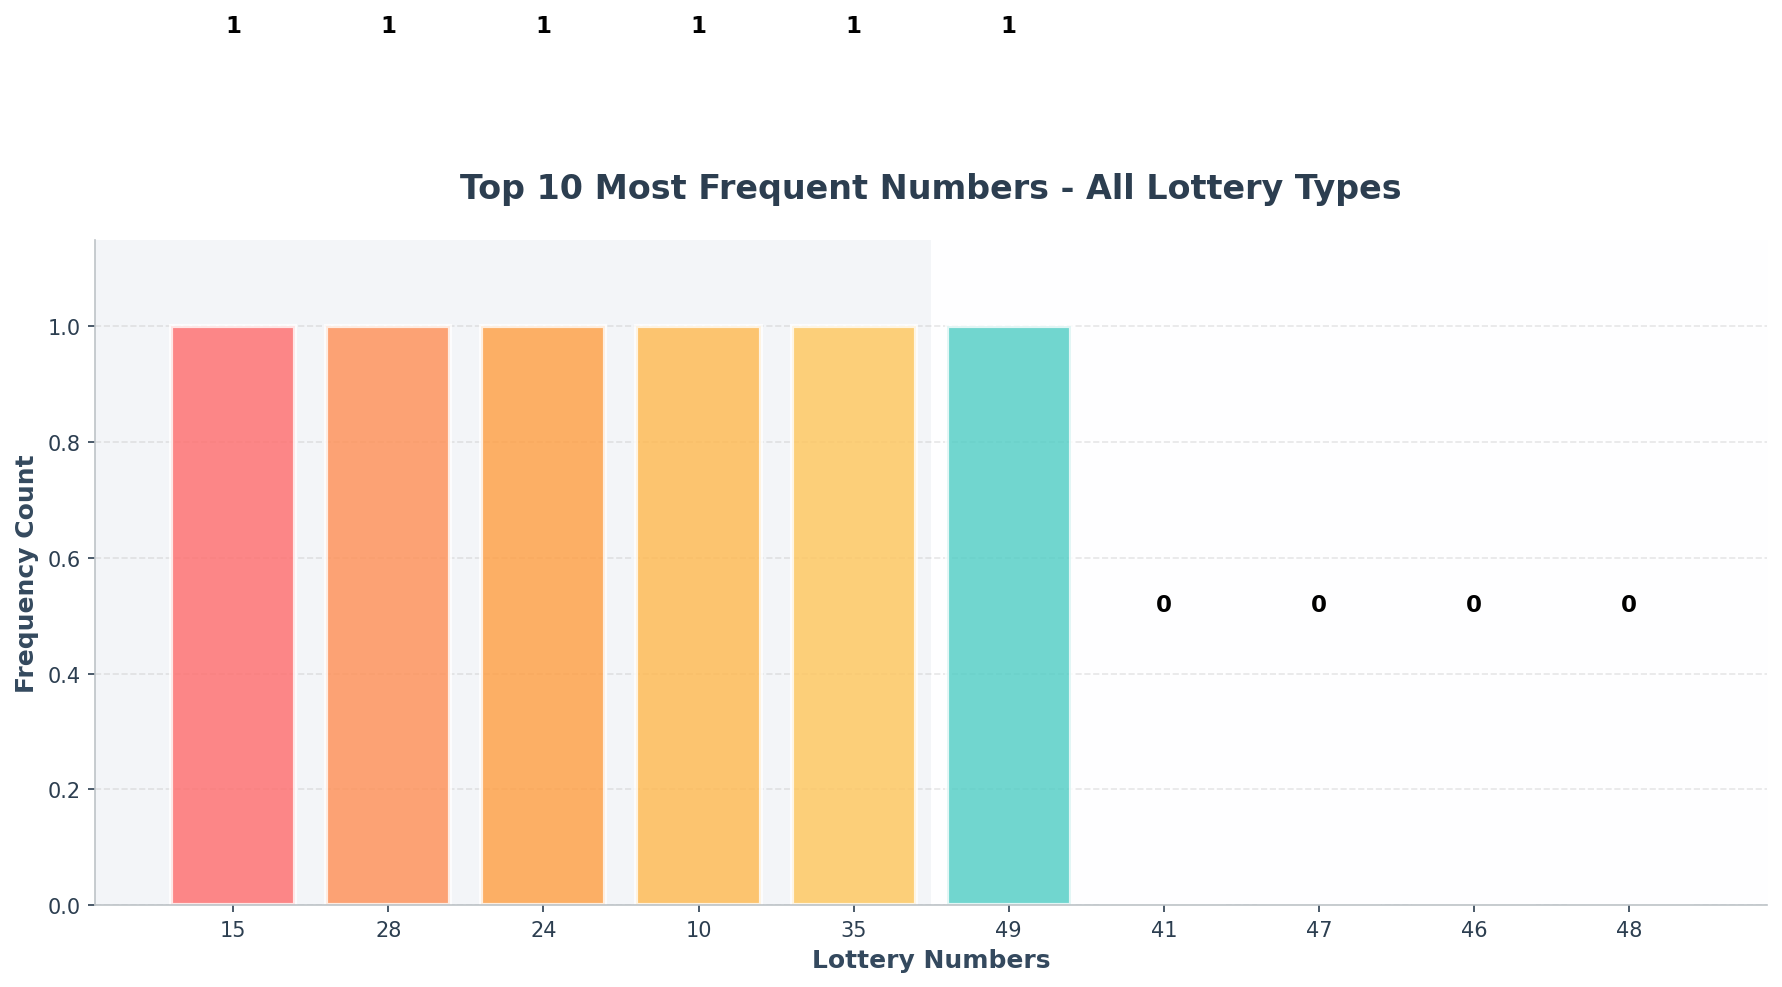 1 1 1 1 1 1
Top 10 Most Frequent Numbers - All Lottery Types
Frequency Count
1.0
0.8
0.6
0 0 0 0
0.4
0.2
0.0
15 28 24 10 35 49 41 47 46 48
Lottery Numbers